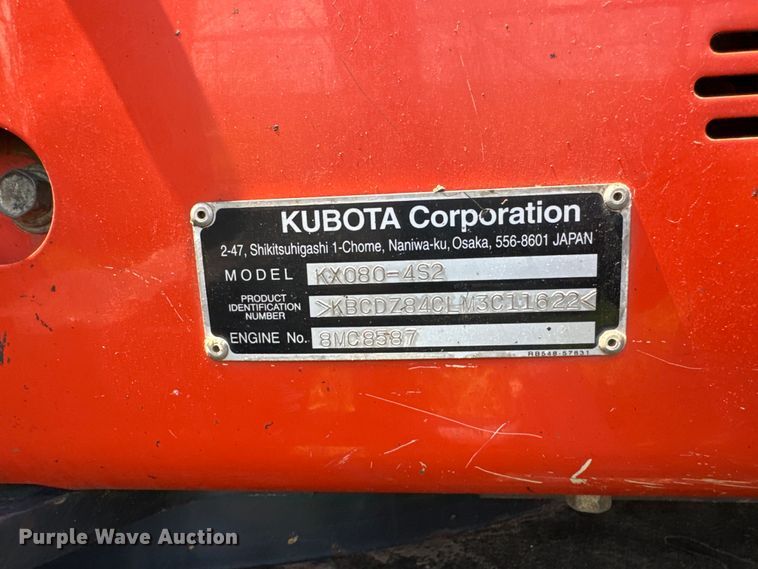 KUBOTA Corporation
2-47, Shikitsuhigashi 1-Chome, Naniwa-ku, Osaka, 556-8601 JAPAN
MODEL KX080-4S2
PRODUCT IDENTIFICATION NUMBER >KBCDZ84CLM3C11622<
ENGINE No. 8MC8587
RB548-57831
Purple Wave Auction